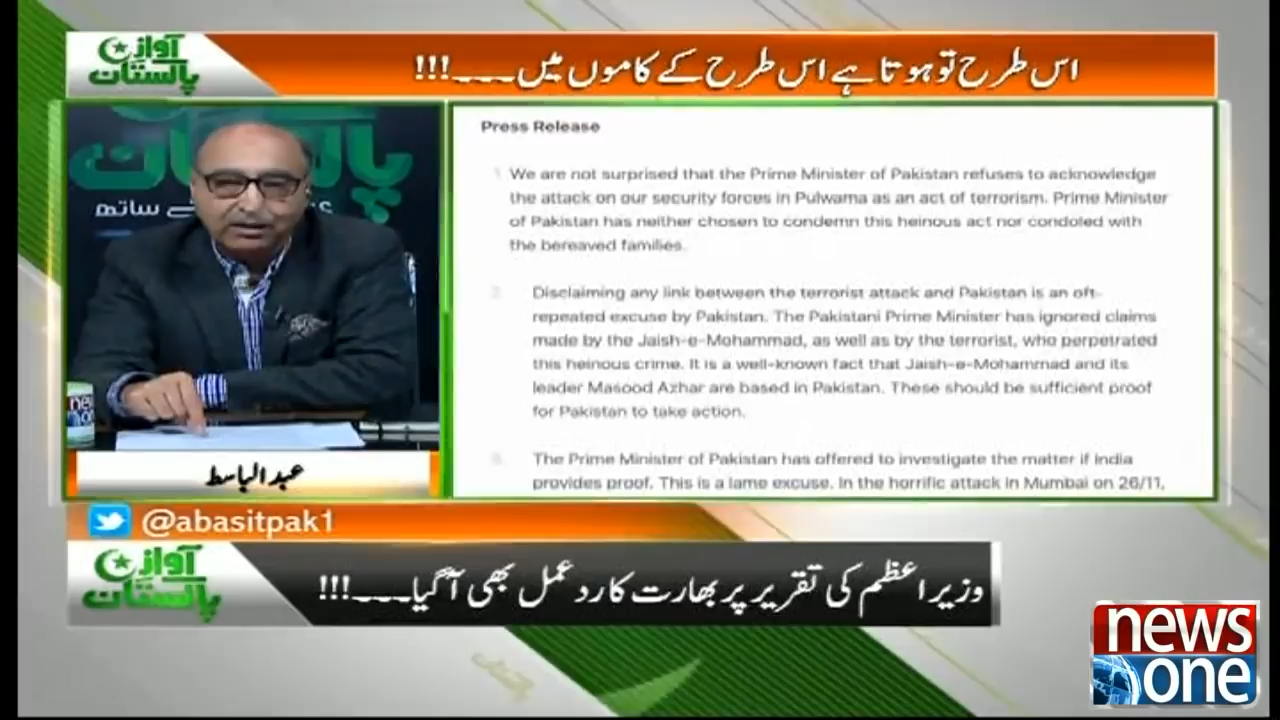 آواز پاکستان
اس طرح تو ہوتا ہے اس طرح کے کاموں میں۔۔۔!!!
پاکستان
کے ساتھ
news
one
عبدالباسط
Press Release
1 We are not surprised that the Prime Minister of Pakistan refuses to acknowledge
the attack on our security forces in Pulwama as an act of terrorism. Prime Minister
of Pakistan has neither chosen to condemn this heinous act nor condoled with
the bereaved families.
2. Disclaiming any link between the terrorist attack and Pakistan is an oft-
repeated excuse by Pakistan. The Pakistani Prime Minister has ignored claims
made by the Jaish-e-Mohammad, as well as by the terrorist, who perpetrated
this heinous crime. It is a well-known fact that Jaish-e-Mohammad and its
leader Masood Azhar are based in Pakistan. These should be sufficient proof
for Pakistan to take action.
The Prime Minister of Pakistan has offered to investigate the matter if India
provides proof. This is a lame excuse. In the horrific attack in Mumbai on 26/11,
@abasitpak1
آواز پاکستان
وزیراعظم کی تقریر پر بھارت کا ردعمل بھی آگیا۔۔۔!!!
news
one